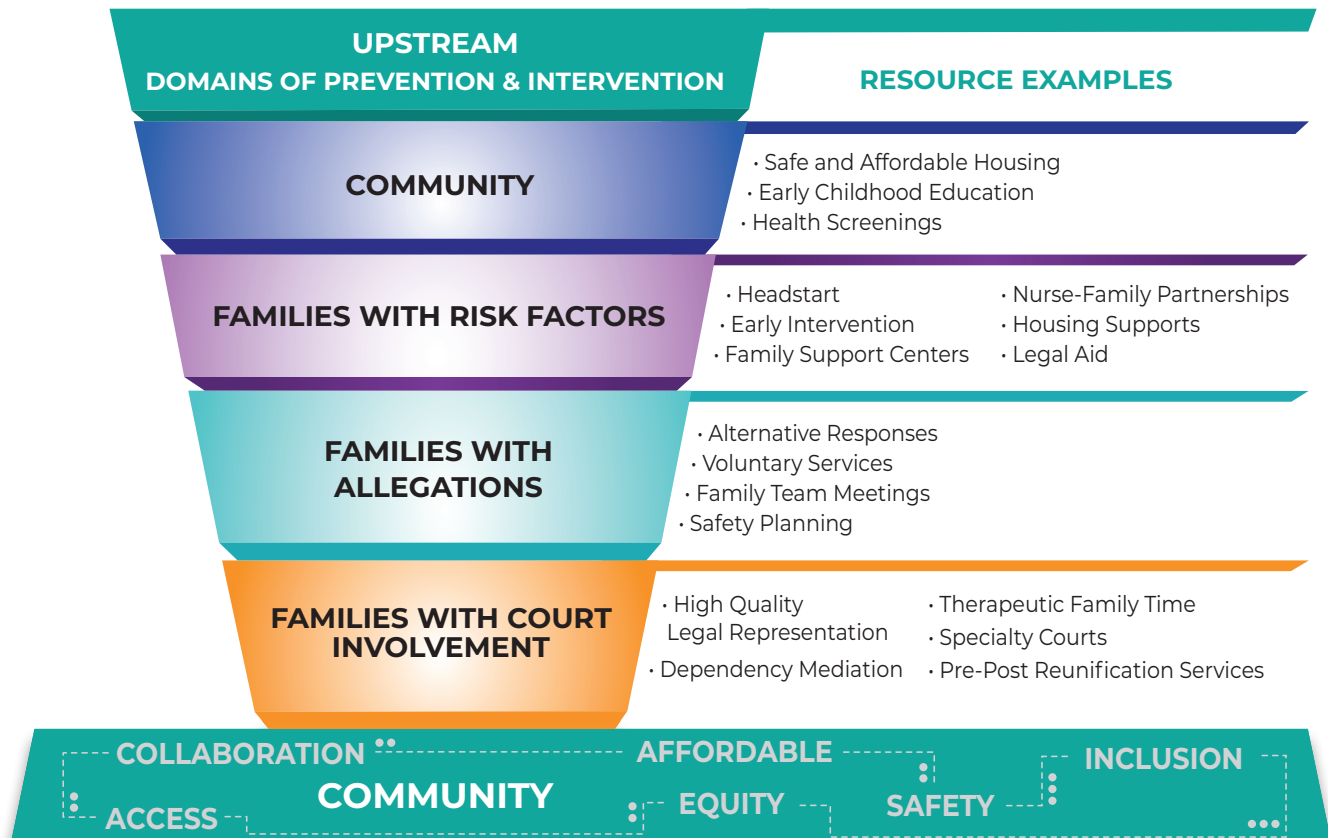 UPSTREAM
DOMAINS OF PREVENTION & INTERVENTION
RESOURCE EXAMPLES
COMMUNITY
· Safe and Affordable Housing
· Early Childhood Education
· Health Screenings
FAMILIES WITH RISK FACTORS
· Headstart
· Early Intervention
· Family Support Centers
· Nurse-Family Partnerships
· Housing Supports
· Legal Aid
FAMILIES WITH
ALLEGATIONS
· Alternative Responses
· Voluntary Services
· Family Team Meetings
· Safety Planning
FAMILIES WITH COURT
INVOLVEMENT
· High Quality
Legal Representation
· Dependency Mediation
· Therapeutic Family Time
· Specialty Courts
· Pre-Post Reunification Services
COLLABORATION
AFFORDABLE
INCLUSION
COMMUNITY
EQUITY
SAFETY
ACCESS